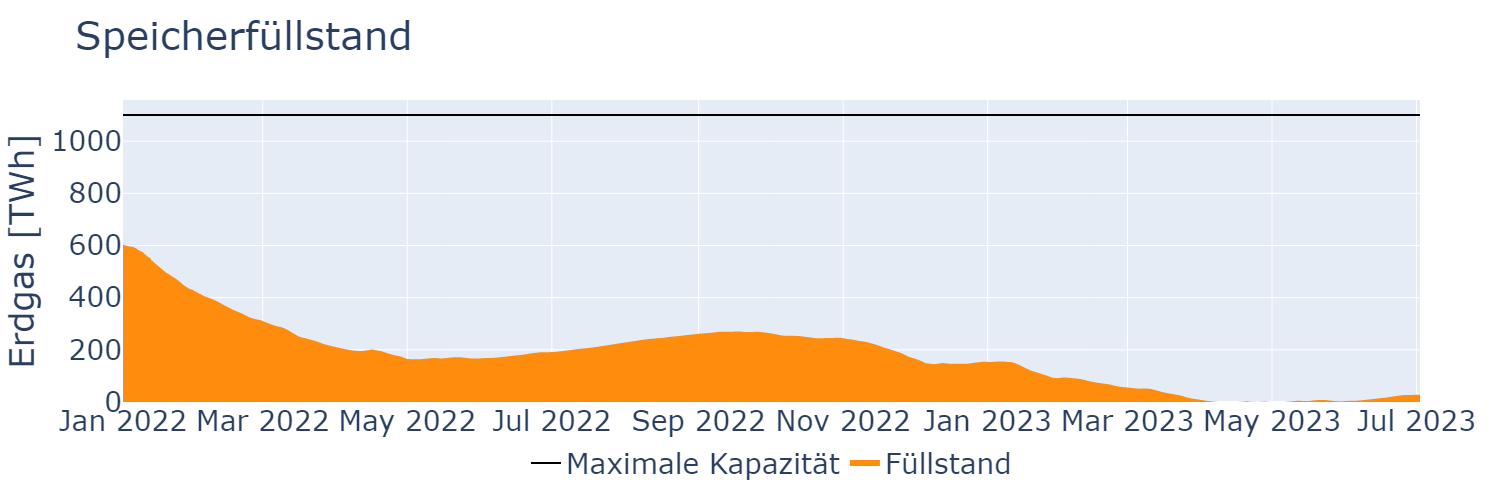 Speicherfüllstand
Erdgas [TWh]
1000
800
600
400
200
0
Jan 2022 Mar 2022 May 2022 Jul 2022 Sep 2022 Nov 2022 Jan 2023 Mar 2023 May 2023 Jul 2023
Maximale Kapazität Füllstand